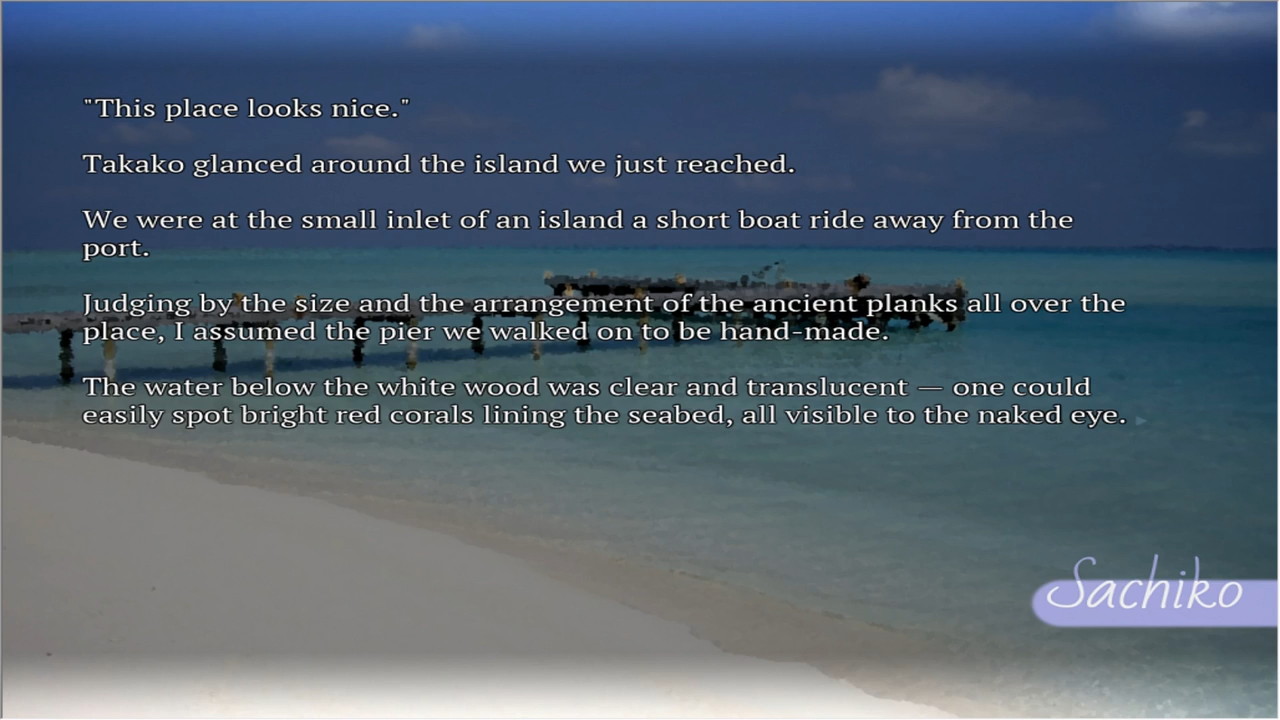 "This place looks nice."
Takako glanced around the island we just reached.
We were at the small inlet of an island a short boat ride away from the
port.
Judging by the size and the arrangement of the ancient planks all over the
place, I assumed the pier we walked on to be hand-made.
The water below the white wood was clear and translucent — one could
easily spot bright red corals lining the seabed, all visible to the naked eye.
Sachiko